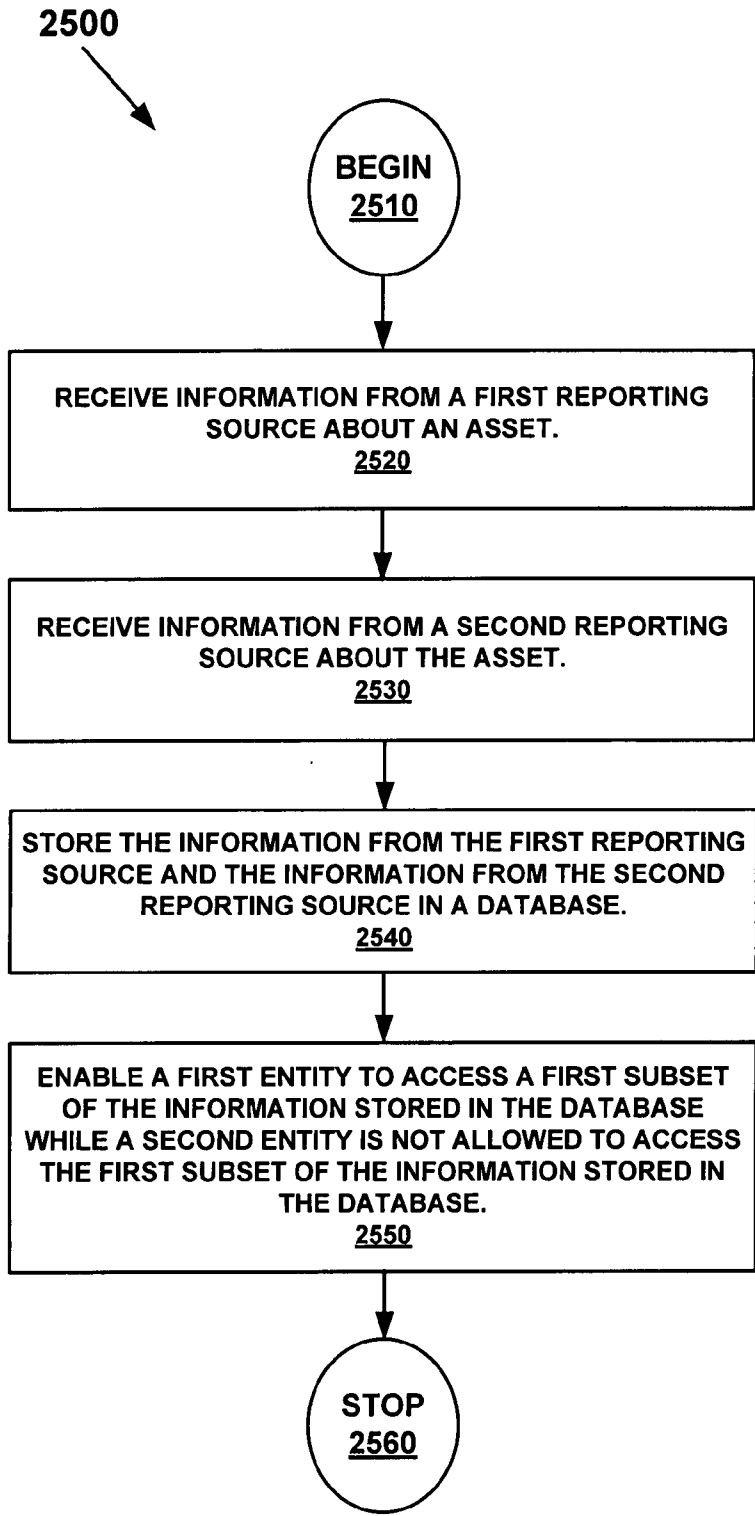 2500
BEGIN
2510
RECEIVE INFORMATION FROM A FIRST REPORTING
SOURCE ABOUT AN ASSET.
2520
RECEIVE INFORMATION FROM A SECOND REPORTING
SOURCE ABOUT THE ASSET.
2530
STORE THE INFORMATION FROM THE FIRST REPORTING
SOURCE AND THE INFORMATION FROM THE SECOND
REPORTING SOURCE IN A DATABASE.
2540
ENABLE A FIRST ENTITY TO ACCESS A FIRST SUBSET
OF THE INFORMATION STORED IN THE DATABASE
WHILE A SECOND ENTITY IS NOT ALLOWED TO ACCESS
THE FIRST SUBSET OF THE INFORMATION STORED IN
THE DATABASE.
2550
STOP
2560